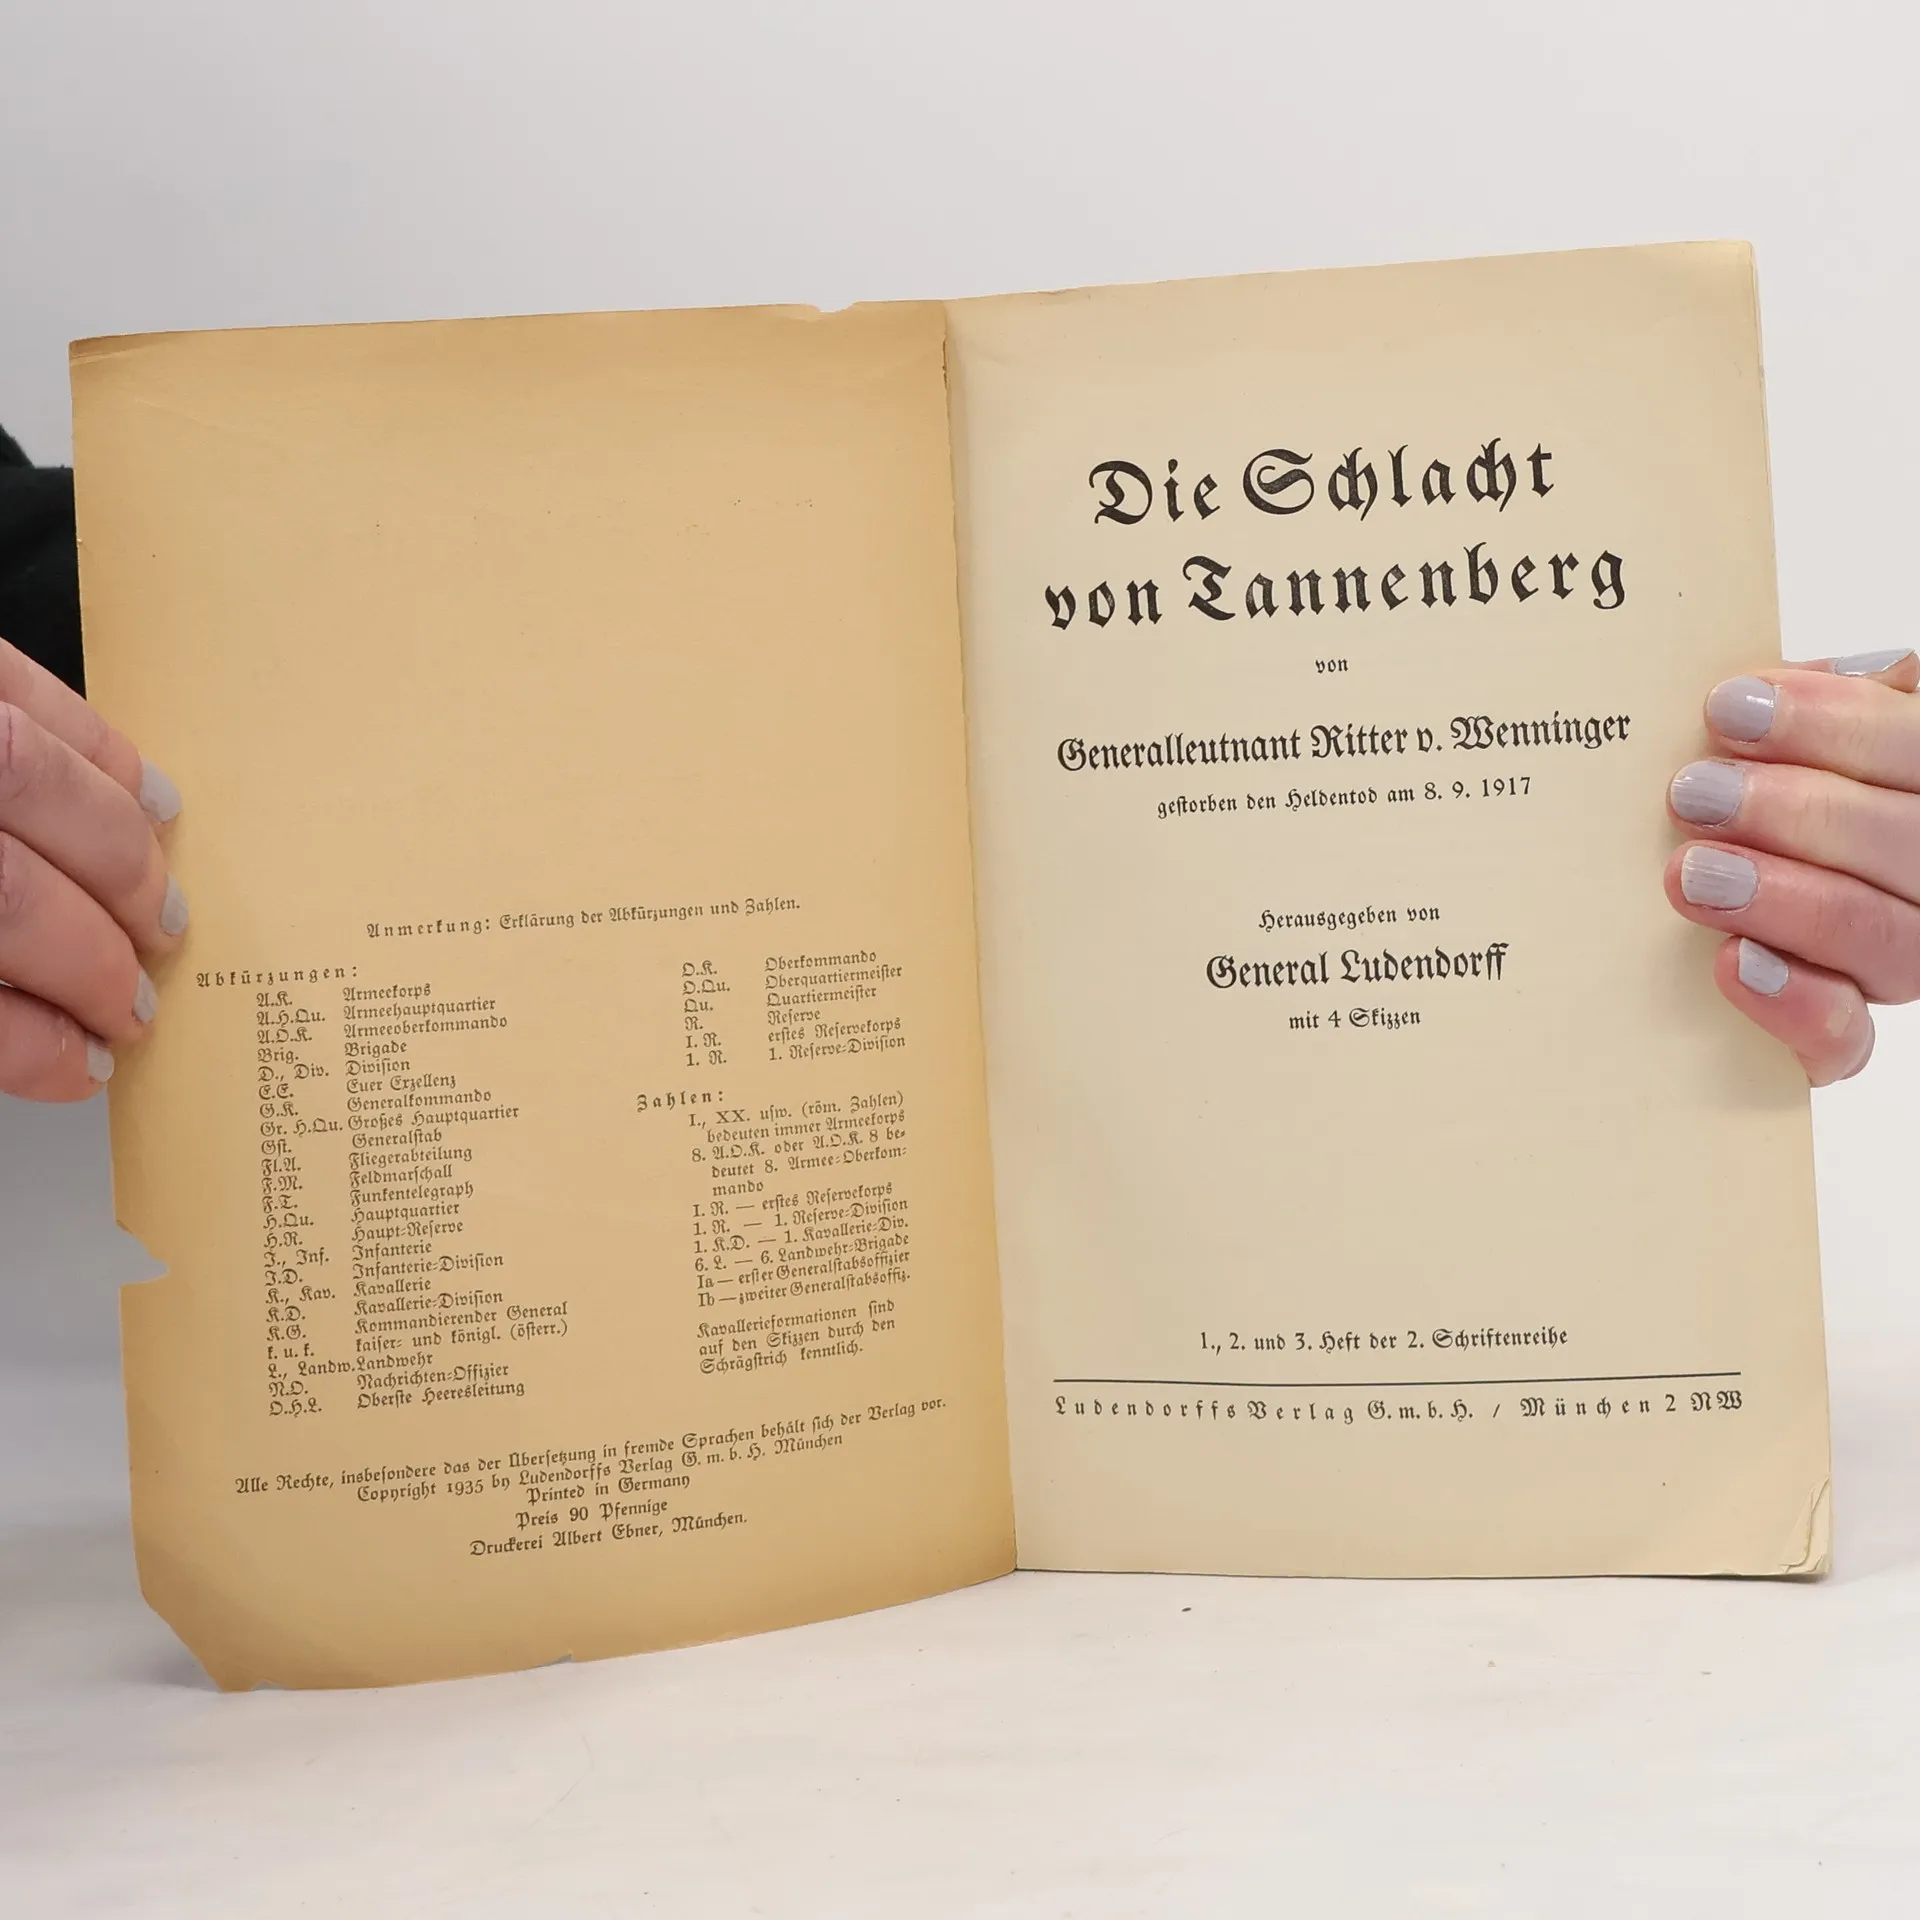 Anmerkung: Erklärung der Abkürzungen und Zahlen.
Abkürzungen:
A.K. Armeekorps
A.H.Qu. Armeehauptquartier
A.O.K. Armeeoberkommando
Brig. Brigade
D., Div. Division
E.E. Euer Exzellenz
G.K. Generalkommando
Gr. H.Qu. Großes Hauptquartier
Gst. Generalstab
Fl.A. Fliegerabteilung
F.M. Feldmarschall
F.T. Funkentelegraph
H.Qu. Hauptquartier
H.R. Haupt-Reserve
I., Inf. Infanterie
I.D. Infanterie-Division
K., Kav. Kavallerie
K.D. Kavallerie-Division
K.G. Kommandierender General
k. u. k. kaiser- und königl. (österr.)
L., Landw. Landwehr
N.O. Nachrichten-Offizier
O.H.L. Oberste Heeresleitung
O.K. Oberkommando
O.Qu. Oberquartiermeister
Qu. Quartiermeister
R. Reserve
I. R. erstes Reservekorps
1. R. 1. Reserve-Division
Zahlen:
I., XX. usw. (röm. Zahlen)
bedeuten immer Armeekorps
8. A.O.K. oder A.O.K. 8 be-
deutet 8. Armee-Oberkom-
mando
I. R. — erstes Reservekorps
1. R. — 1. Reserve-Division
1. K.D. — 1. Kavallerie-Div.
6. L. — 6. Landwehr-Brigade
Ia — erster Generalstabsoffizier
Ib — zweiter Generalstabsoffiz.
Kavallerieformationen sind
auf den Skizzen durch den
Schrägstrich kenntlich.
Alle Rechte, insbesondere das der Übersetzung in fremde Sprachen behält sich der Verlag vor.
Copyright 1935 by Ludendorffs Verlag G. m. b. H. München
Printed in Germany
Preis 90 Pfennige
Druckerei Albert Ebner, München.
Die Schlacht
von Tannenberg
von
Generalleutnant Ritter v. Wenninger
gestorben den Heldentod am 8. 9. 1917
Herausgegeben von
General Ludendorff
mit 4 Skizzen
1., 2. und 3. Heft der 2. Schriftenreihe
Ludendorffs Verlag G. m. b. H. / München 2 NW